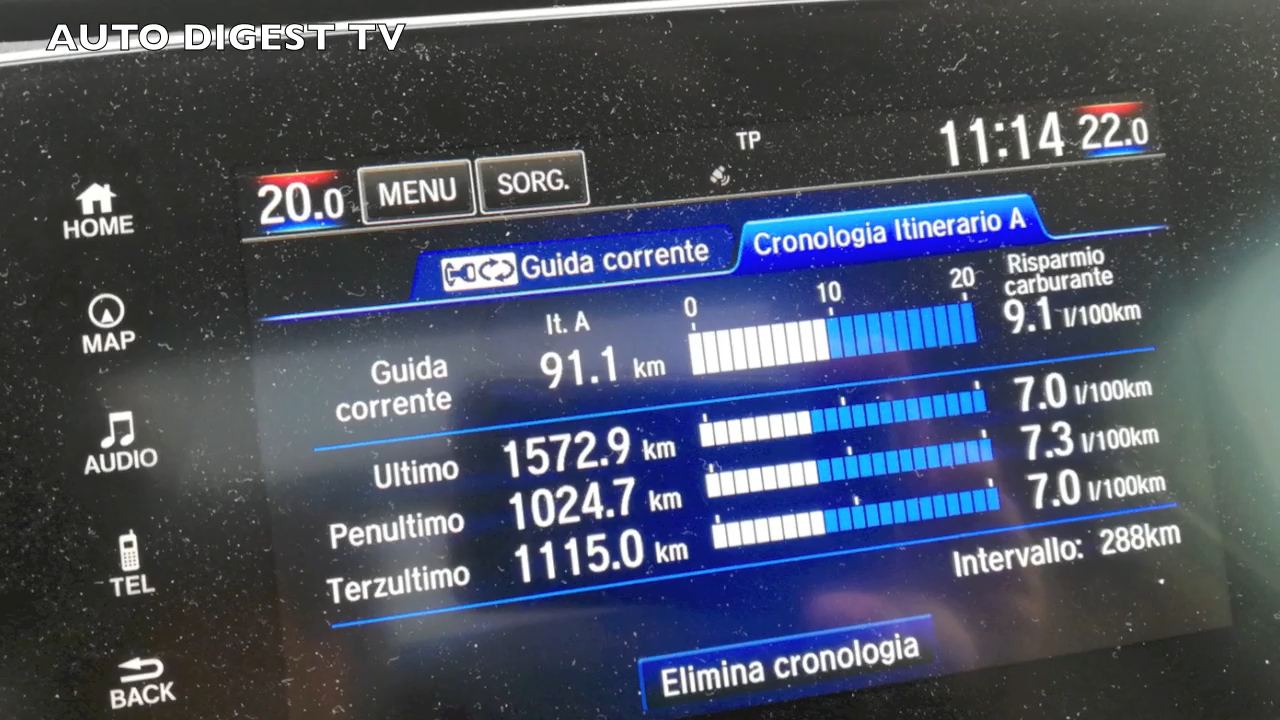 AUTO DIGEST TV
TP
11:14 22.0
20.0 MENU SORG.
HOME
Guida corrente Cronologia Itinerario A
It. A 0 10 20 Risparmio
carburante
Guida
corrente 91.1 km 9.1 l/100km
Ultimo 1572.9 km 7.0 l/100km
Penultimo 1024.7 km 7.3 l/100km
Terzultimo 1115.0 km 7.0 l/100km
Intervallo: 288km
Elimina cronologia
MAP
AUDIO
TEL
BACK